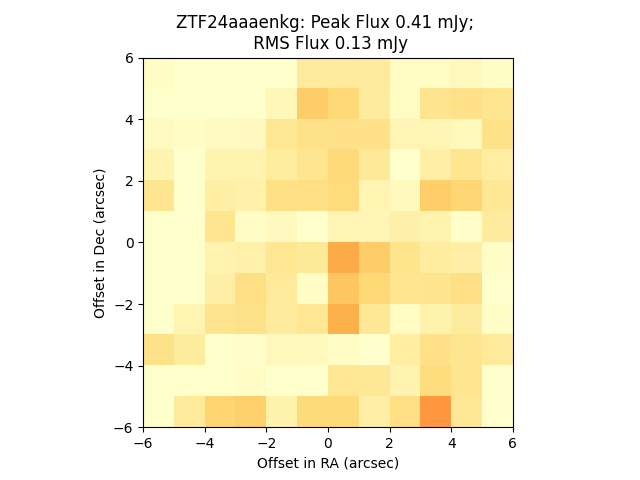 ZTF24aaaenkg: Peak Flux 0.41 mJy;
RMS Flux 0.13 mJy
6
4
2
0
−2
−4
−6
Offset in Dec (arcsec)
−6 −4 −2 0 2 4 6
Offset in RA (arcsec)